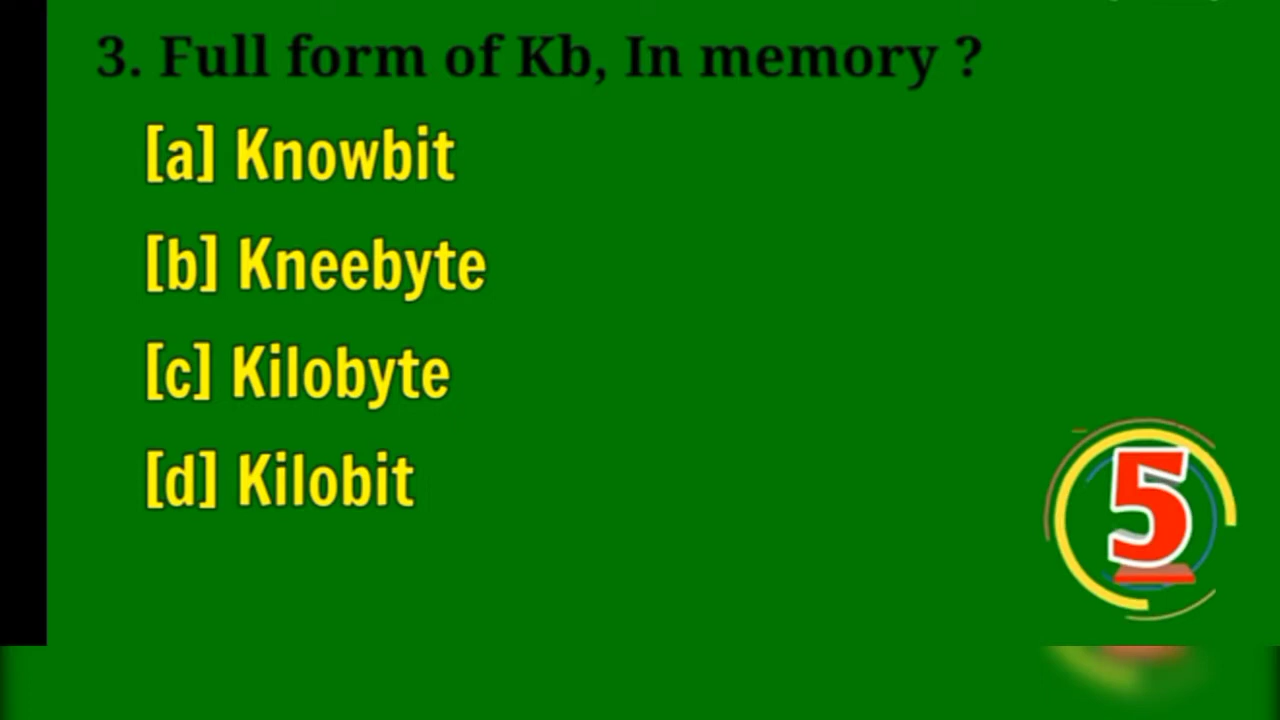 3. Full form of Kb, In memory ?
[a] Knowbit
[b] Kneebyte
[c] Kilobyte
[d] Kilobit
5